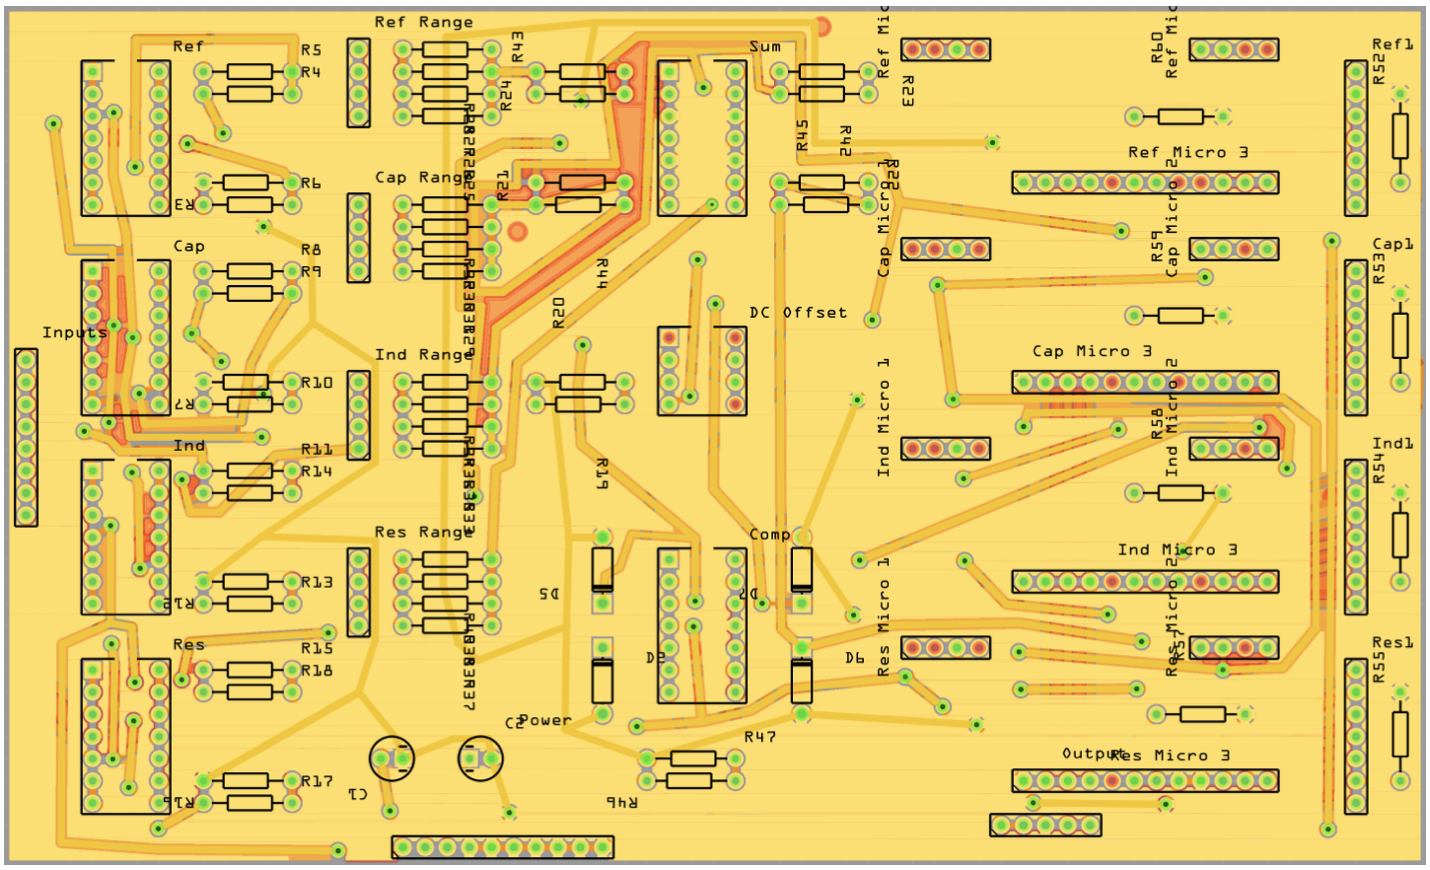 Ref Range
Ref
R5
R4
R43
R24
Sum
Ref Mic
R23
R60
Ref Mic
Ref1
R52
R45
R42
Ref Micro 3
R6
R3
Cap Range
R21
R22
Cap Micro 1
Cap Micro 2
R59
Cap
R8
R9
Cap1
R53
R44
R20
DC Offset
Inputs
Ind Range
Cap Micro 3
R10
R7
Ind Micro 1
Ind Micro 2
R58
Ind
R11
R14
R19
Ind1
R54
Res Range
Comp
Ind Micro 3
R13
R12
D5
Res Micro 1
Res Micro 2
R57
Res
R15
R18
D6
Res1
R55
C2
Power
R47
Output
Res Micro 3
R17
R16
C1
R46